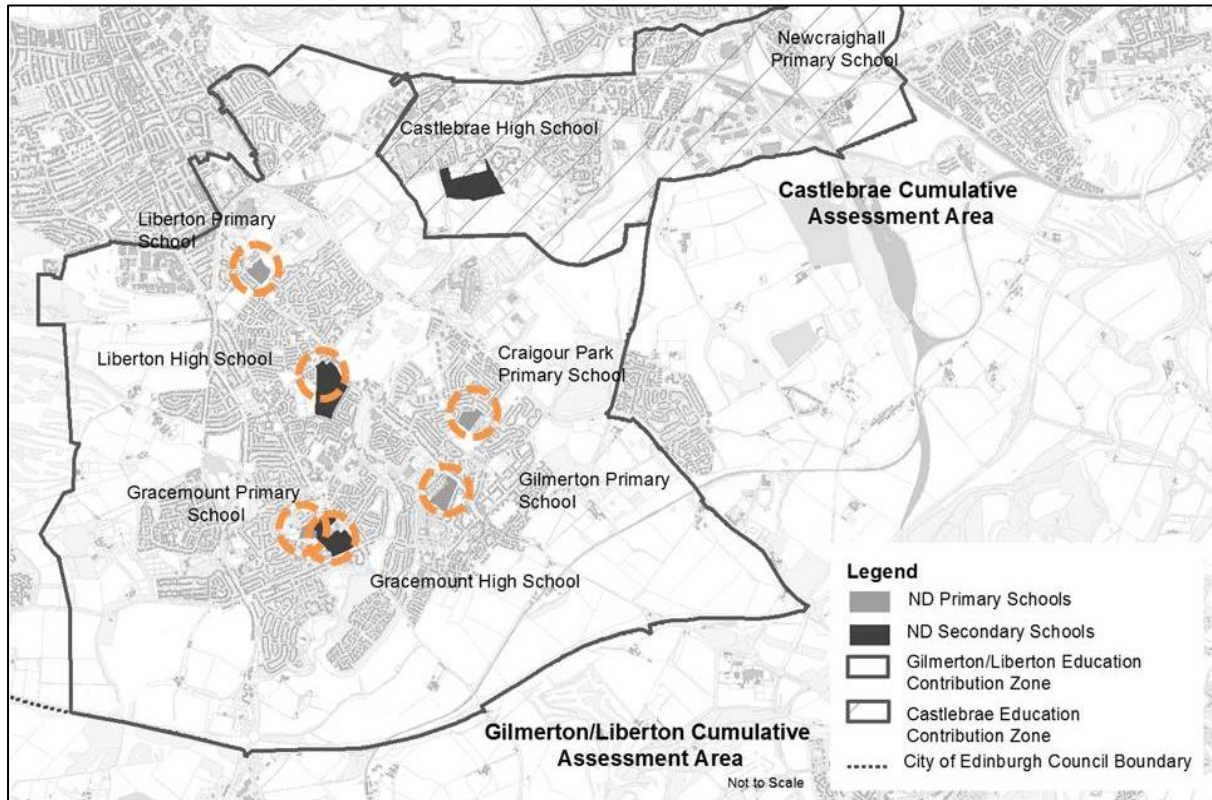 Newcraighall
Primary School
Castlebrae High School
Castlebrae Cumulative
Assessment Area
Liberton Primary
School
Liberton High School
Craigour Park
Primary School
Gracemount Primary
School
Gilmerton Primary
School
Gracemount High School
Gilmerton/Liberton Cumulative
Assessment Area
Not to Scale
Legend
ND Primary Schools
ND Secondary Schools
Gilmerton/Liberton Education
Contribution Zone
Castlebrae Education
Contribution Zone
City of Edinburgh Council Boundary